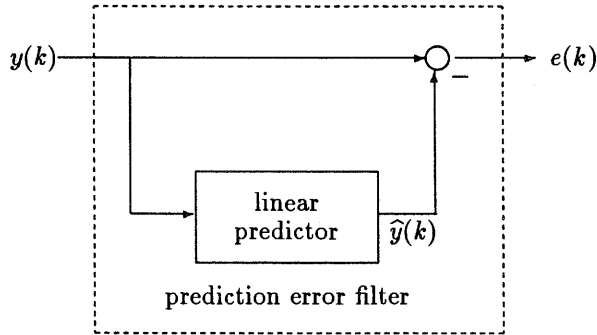 y(k)
e(k)
−
linear
predictor
ŷ(k)
prediction error filter